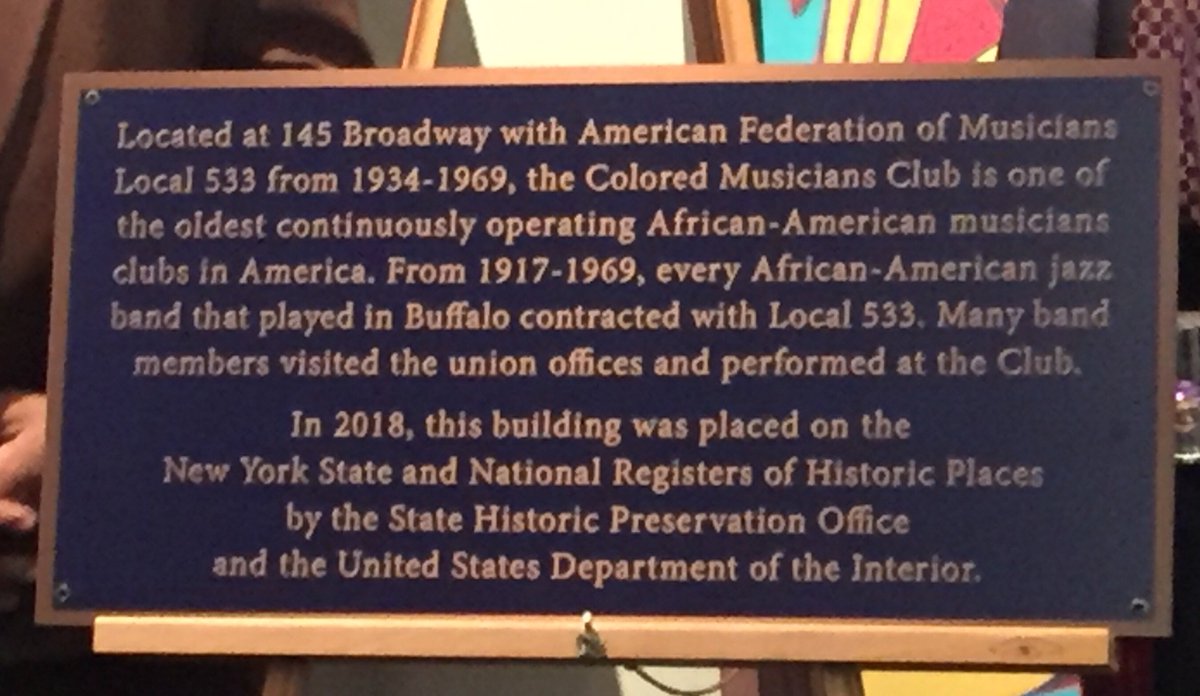 Located at 145 Broadway with American Federation of Musicians
Local 533 from 1934-1969, the Colored Musicians Club is one of
the oldest continuously operating African-American musicians
clubs in America. From 1917-1969, every African-American jazz
band that played in Buffalo contracted with Local 533. Many band
members visited the union offices and performed at the Club.
In 2018, this building was placed on the
New York State and National Registers of Historic Places
by the State Historic Preservation Office
and the United States Department of the Interior.